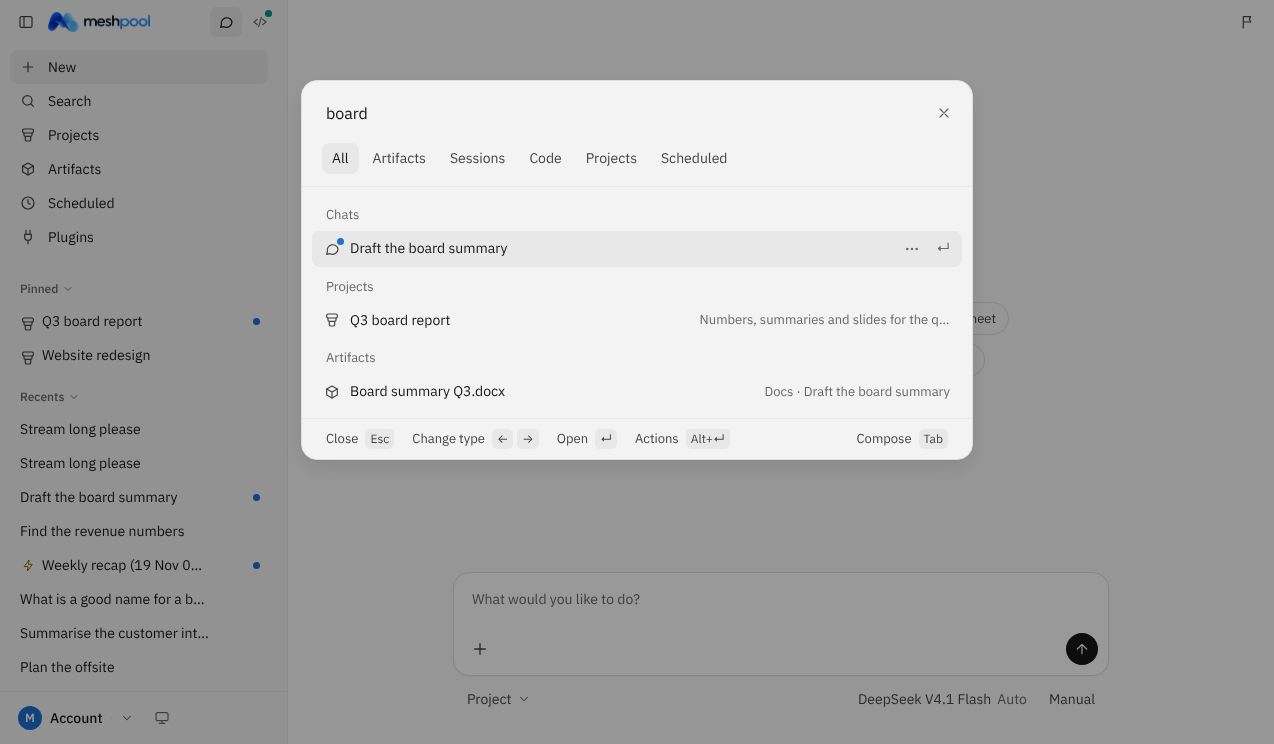 meshpool
New
Search
Projects
Artifacts
Scheduled
Plugins
Pinned
Q3 board report
Website redesign
Recents
Stream long please
Stream long please
Draft the board summary
Find the revenue numbers
Weekly recap (19 Nov 0...
What is a good name for a b...
Summarise the customer int...
Plan the offsite
M Account
board
All Artifacts Sessions Code Projects Scheduled
Chats
Draft the board summary
Projects
Q3 board report Numbers, summaries and slides for the q...
Artifacts
Board summary Q3.docx Docs · Draft the board summary
Close Esc Change type ← → Open ↵ Actions Alt+↵ Compose Tab
What would you like to do?
Project DeepSeek V4.1 Flash Auto Manual